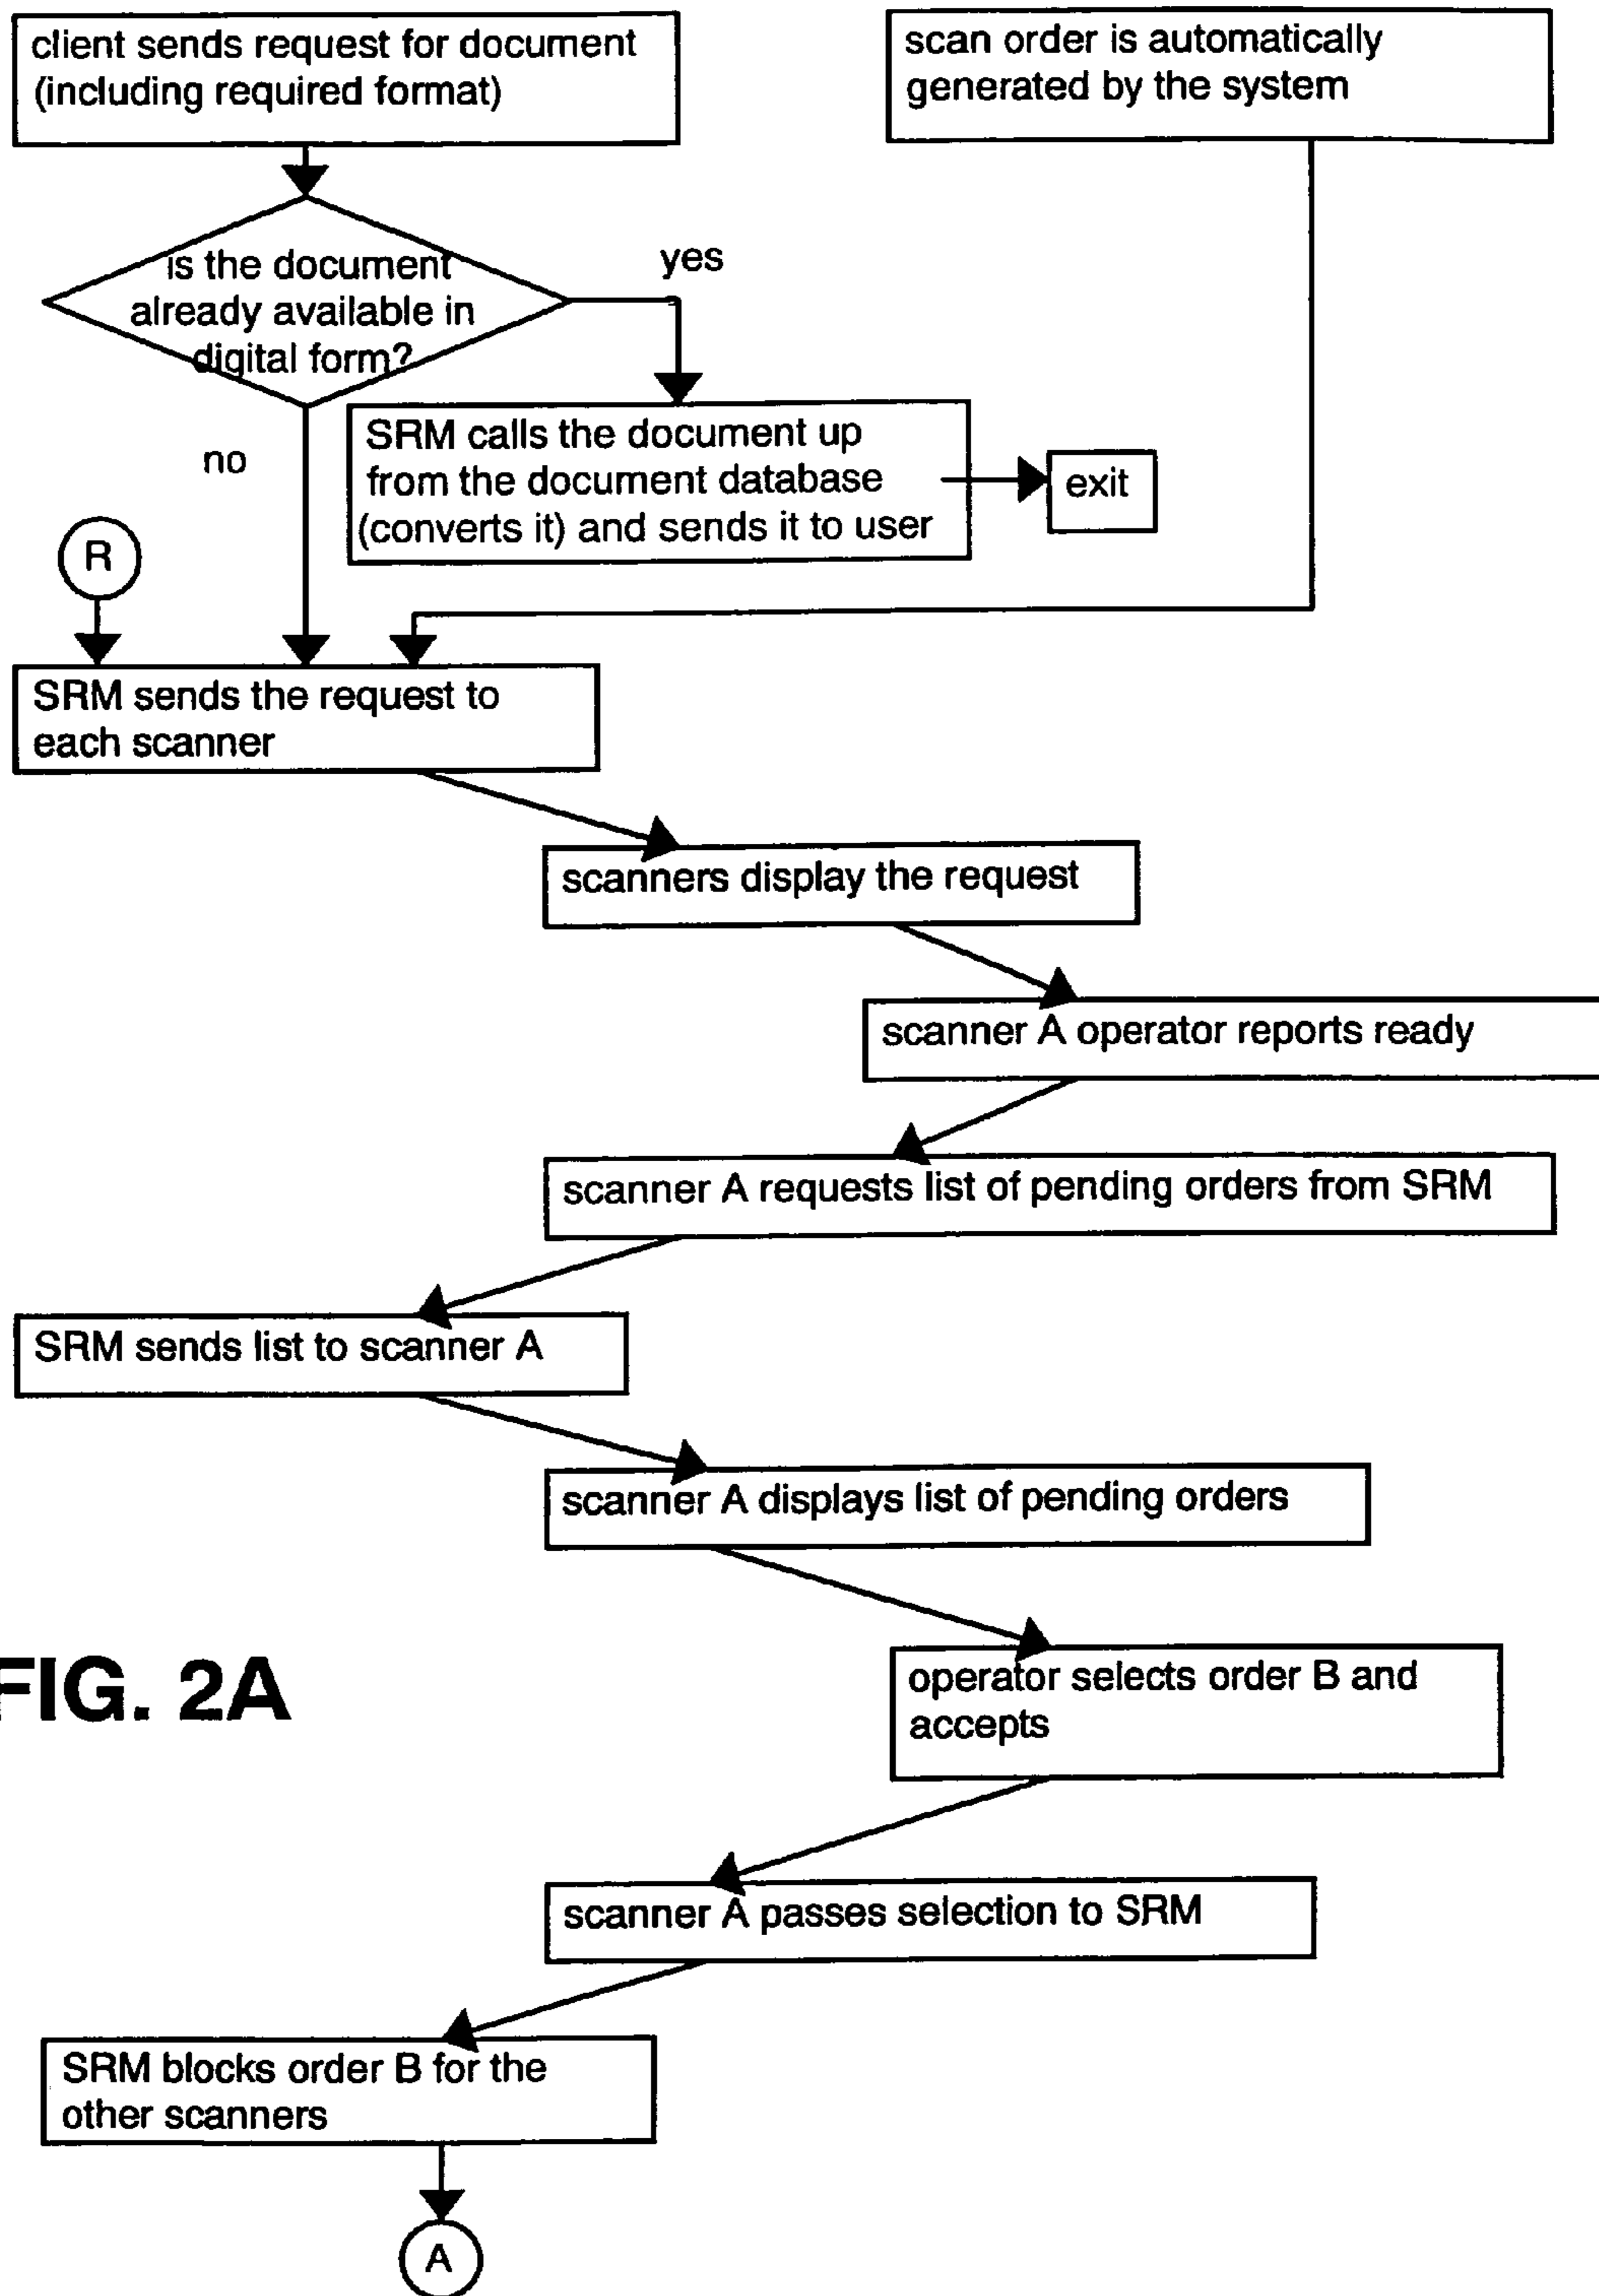 client sends request for document
(including required format)
scan order is automatically
generated by the system
is the document
already available in
digital form?
yes
no
SRM calls the document up
from the document database
(converts it) and sends it to user
exit
R
SRM sends the request to
each scanner
scanners display the request
scanner A operator reports ready
scanner A requests list of pending orders from SRM
SRM sends list to scanner A
scanner A displays list of pending orders
FIG. 2A
operator selects order B and
accepts
scanner A passes selection to SRM
SRM blocks order B for the
other scanners
A